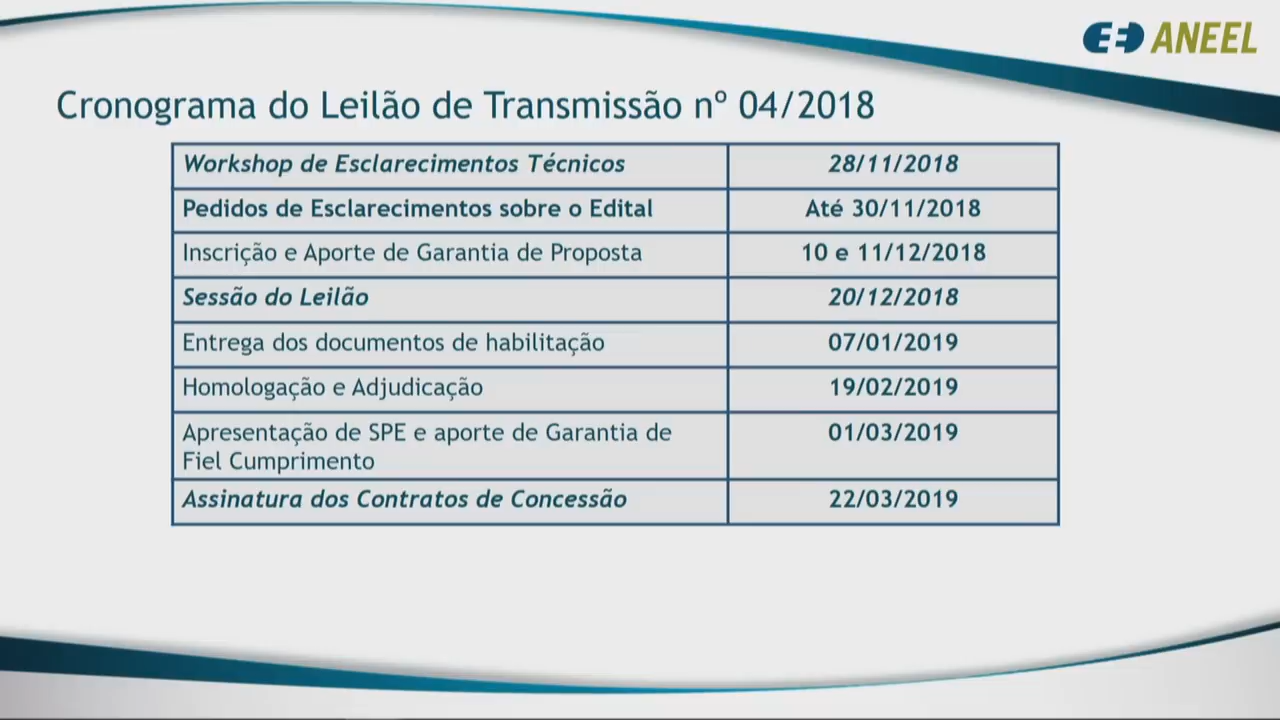 ANEEL
Cronograma do Leilão de Transmissão nº 04/2018
Workshop de Esclarecimentos Técnicos 28/11/2018
Pedidos de Esclarecimentos sobre o Edital Até 30/11/2018
Inscrição e Aporte de Garantia de Proposta 10 e 11/12/2018
Sessão do Leilão 20/12/2018
Entrega dos documentos de habilitação 07/01/2019
Homologação e Adjudicação 19/02/2019
Apresentação de SPE e aporte de Garantia de 01/03/2019
Fiel Cumprimento
Assinatura dos Contratos de Concessão 22/03/2019